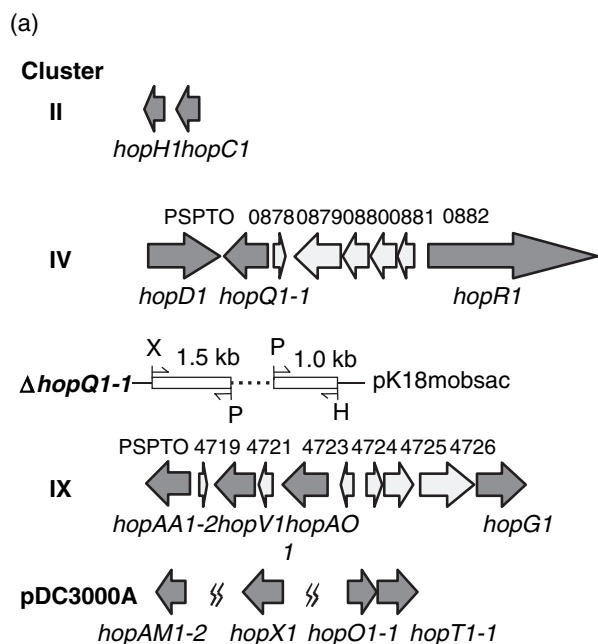 (a)
Cluster
II
hopH1hopC1
PSPTO 0878087908800881 0882
IV
hopD1 hopQ1-1 hopR1
X 1.5 kb P 1.0 kb
ΔhopQ1-1 pK18mobsac
P H
PSPTO 4719 4721 4723 4724 4725 4726
IX
hopAA1-2hopV1hopAO hopG1
1
pDC3000A
hopAM1-2 hopX1 hopO1-1 hopT1-1